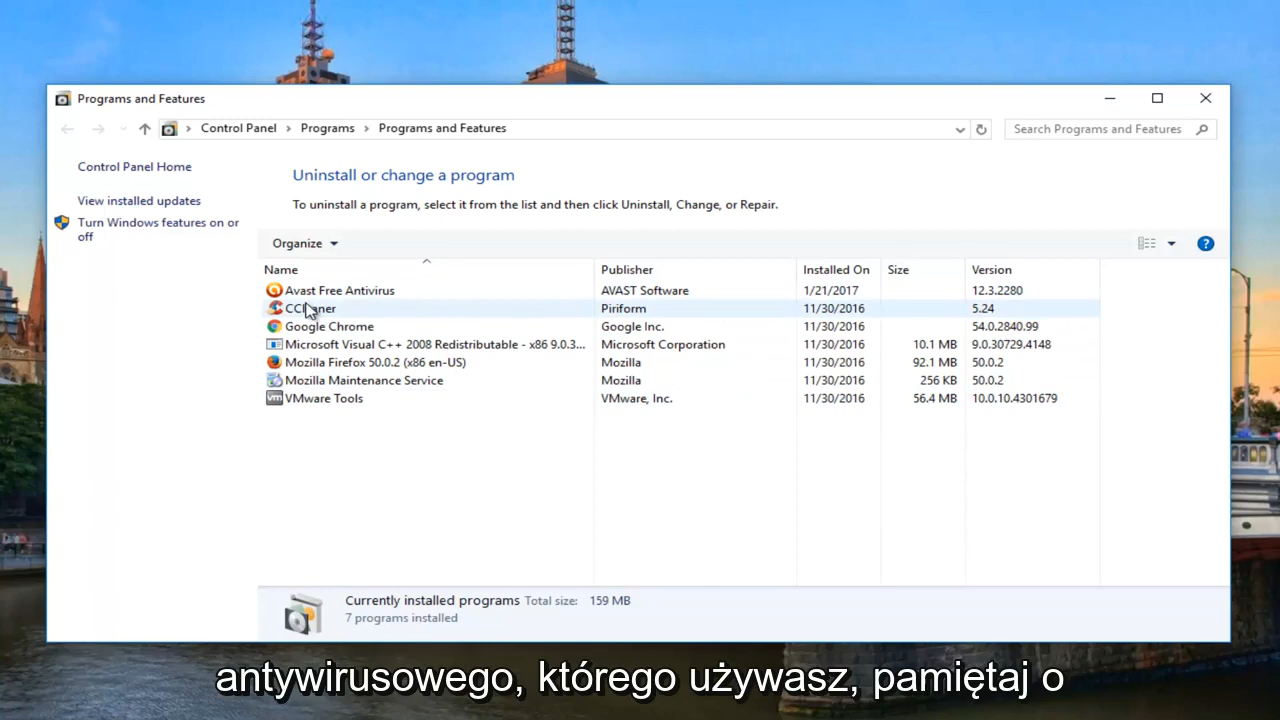 Programs and Features
Control Panel Programs Programs and Features
Search Programs and Features
Control Panel Home
View installed updates
Turn Windows features on or
off
Uninstall or change a program
To uninstall a program, select it from the list and then click Uninstall, Change, or Repair.
Organize
Name Publisher Installed On Size Version
Avast Free Antivirus AVAST Software 1/21/2017 12.3.2280
Piriform 11/30/2016 5.24
Google Chrome Google Inc. 11/30/2016 54.0.2840.99
Microsoft Visual C++ 2008 Redistributable - x86 9.0.3... Microsoft Corporation 11/30/2016 10.1 MB 9.0.30729.4148
Mozilla Firefox 50.0.2 (x86 en-US) Mozilla 11/30/2016 92.1 MB 50.0.2
Mozilla Maintenance Service Mozilla 11/30/2016 256 KB 50.0.2
vm VMware Tools VMware, Inc. 11/30/2016 56.4 MB 10.0.10.4301679
Currently installed programs Total size: 159 MB
7 programs installed
antywirusowego, którego używasz, pamiętaj o